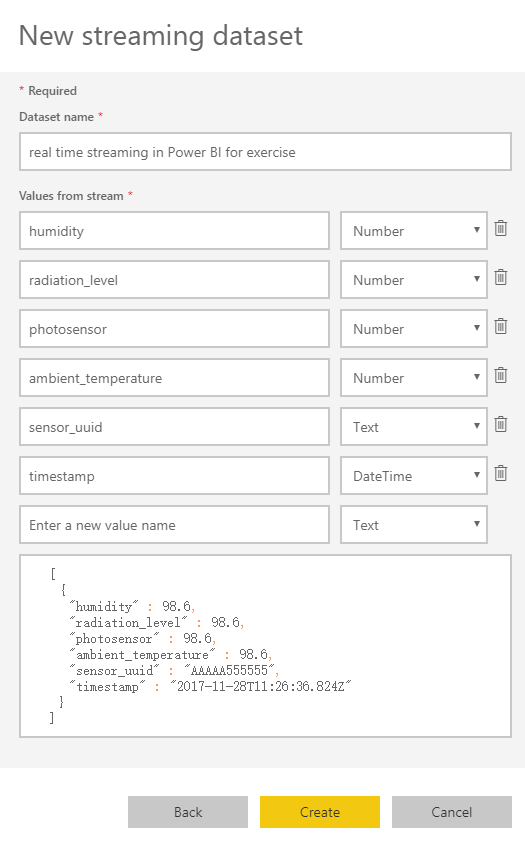 New streaming dataset
* Required
Dataset name *
real time streaming in Power BI for exercise
Values from stream *
humidity Number
radiation_level Number
photosensor Number
ambient_temperature Number
sensor_uuid Text
timestamp DateTime
Enter a new value name Text
[
{
"humidity" : 98.6,
"radiation_level" : 98.6,
"photosensor" : 98.6,
"ambient_temperature" : 98.6,
"sensor_uuid" : "AAAAA555555",
"timestamp" : "2017-11-28T11:26:36.824Z"
}
]
Back Create Cancel